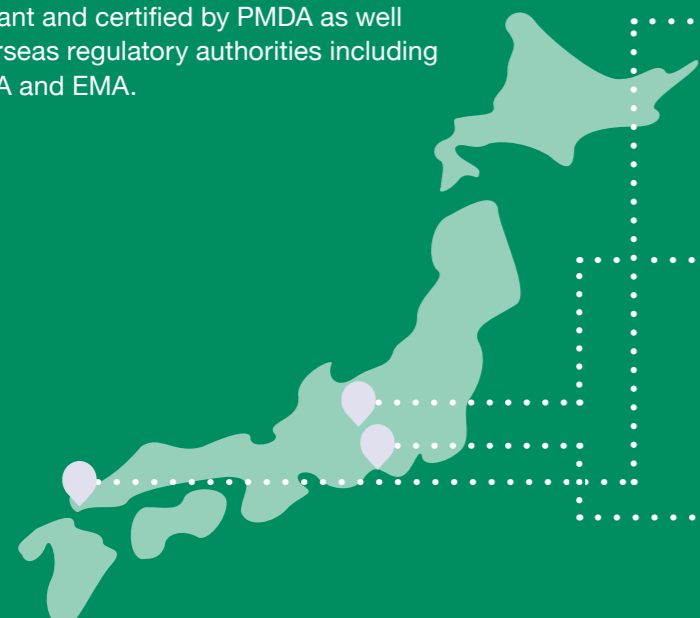 ant and certified by PMDA as well
rseas regulatory authorities including
A and EMA.